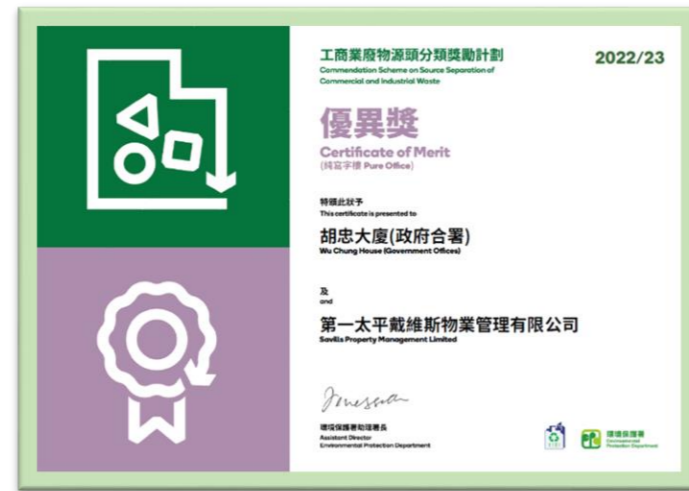 工商業廢物源頭分類獎勵計劃
2022/23
Commendation Scheme on Source Separation of
Commercial and Industrial Waste
優異獎
Certificate of Merit
(純寫字樓 Pure Office)
特頒此狀予
This certificate is presented to
胡忠大廈(政府合署)
Wu Chung House (Government Offices)
及
and
第一太平戴維斯物業管理有限公司
Savills Property Management Limited
環境保護署助理署長
Assistant Director
Environmental Protection Department
環境保護署
Environmental
Protection Department